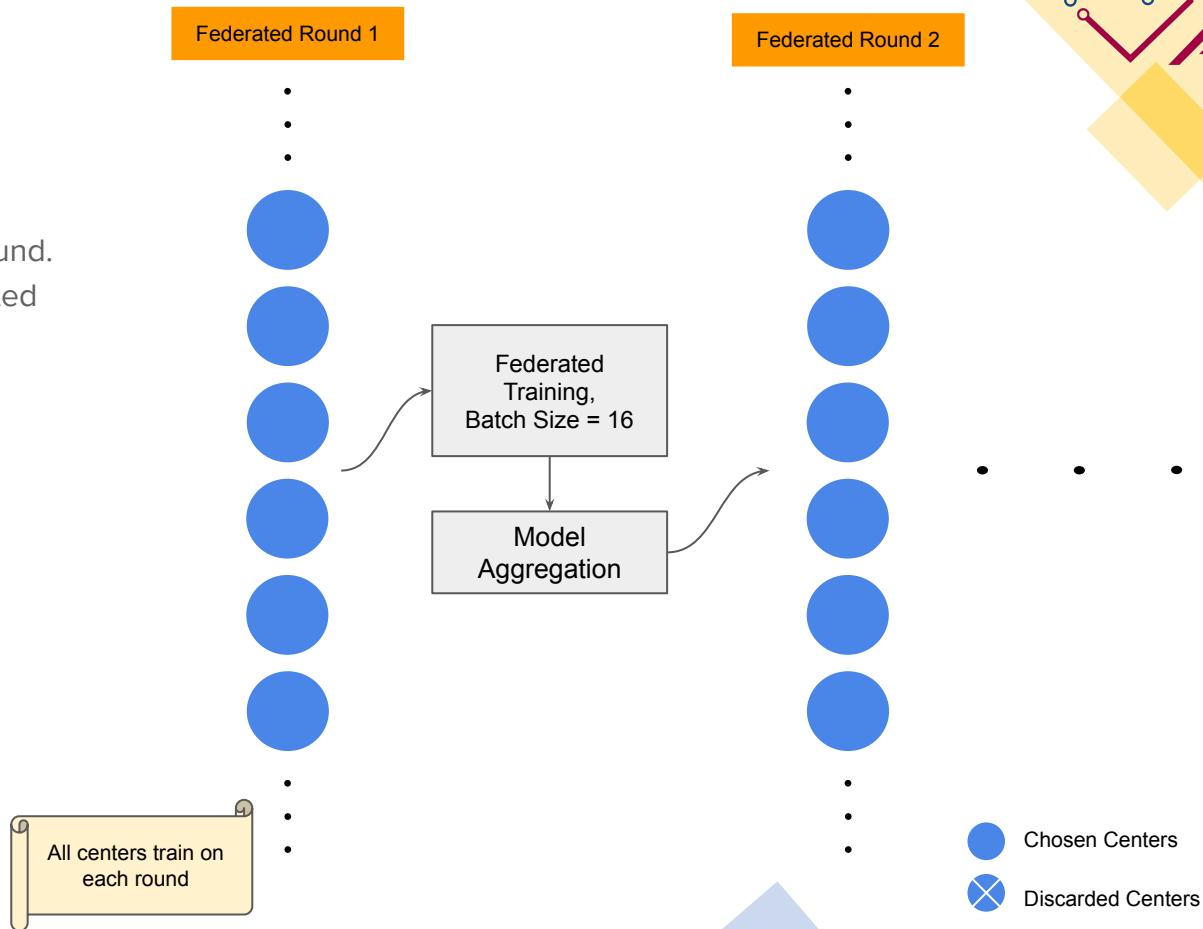 Federated Round 1
Federated Round 2
und.
ed
Federated
Training,
Batch Size = 16
Model
Aggregation
All centers train on
each round
Chosen Centers
Discarded Centers